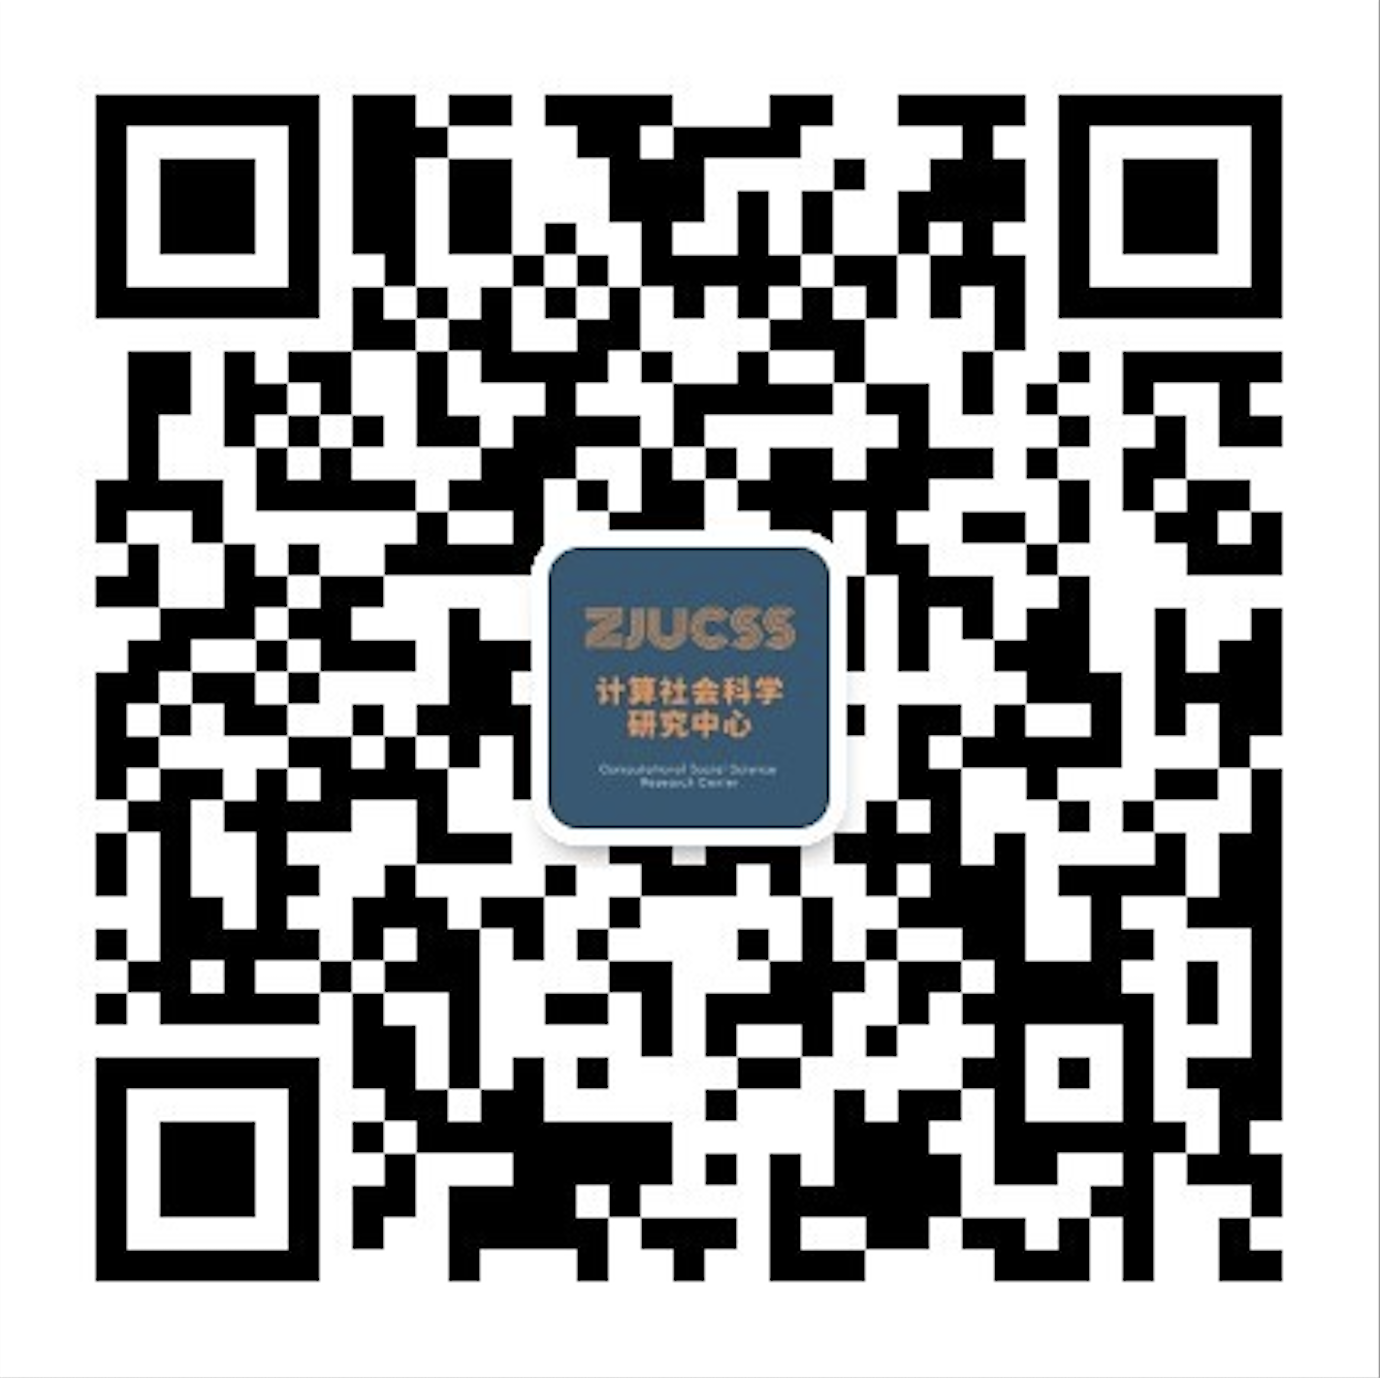 ZJUCSS
计算社会科学
研究中心
Computational Social Science
Research Center